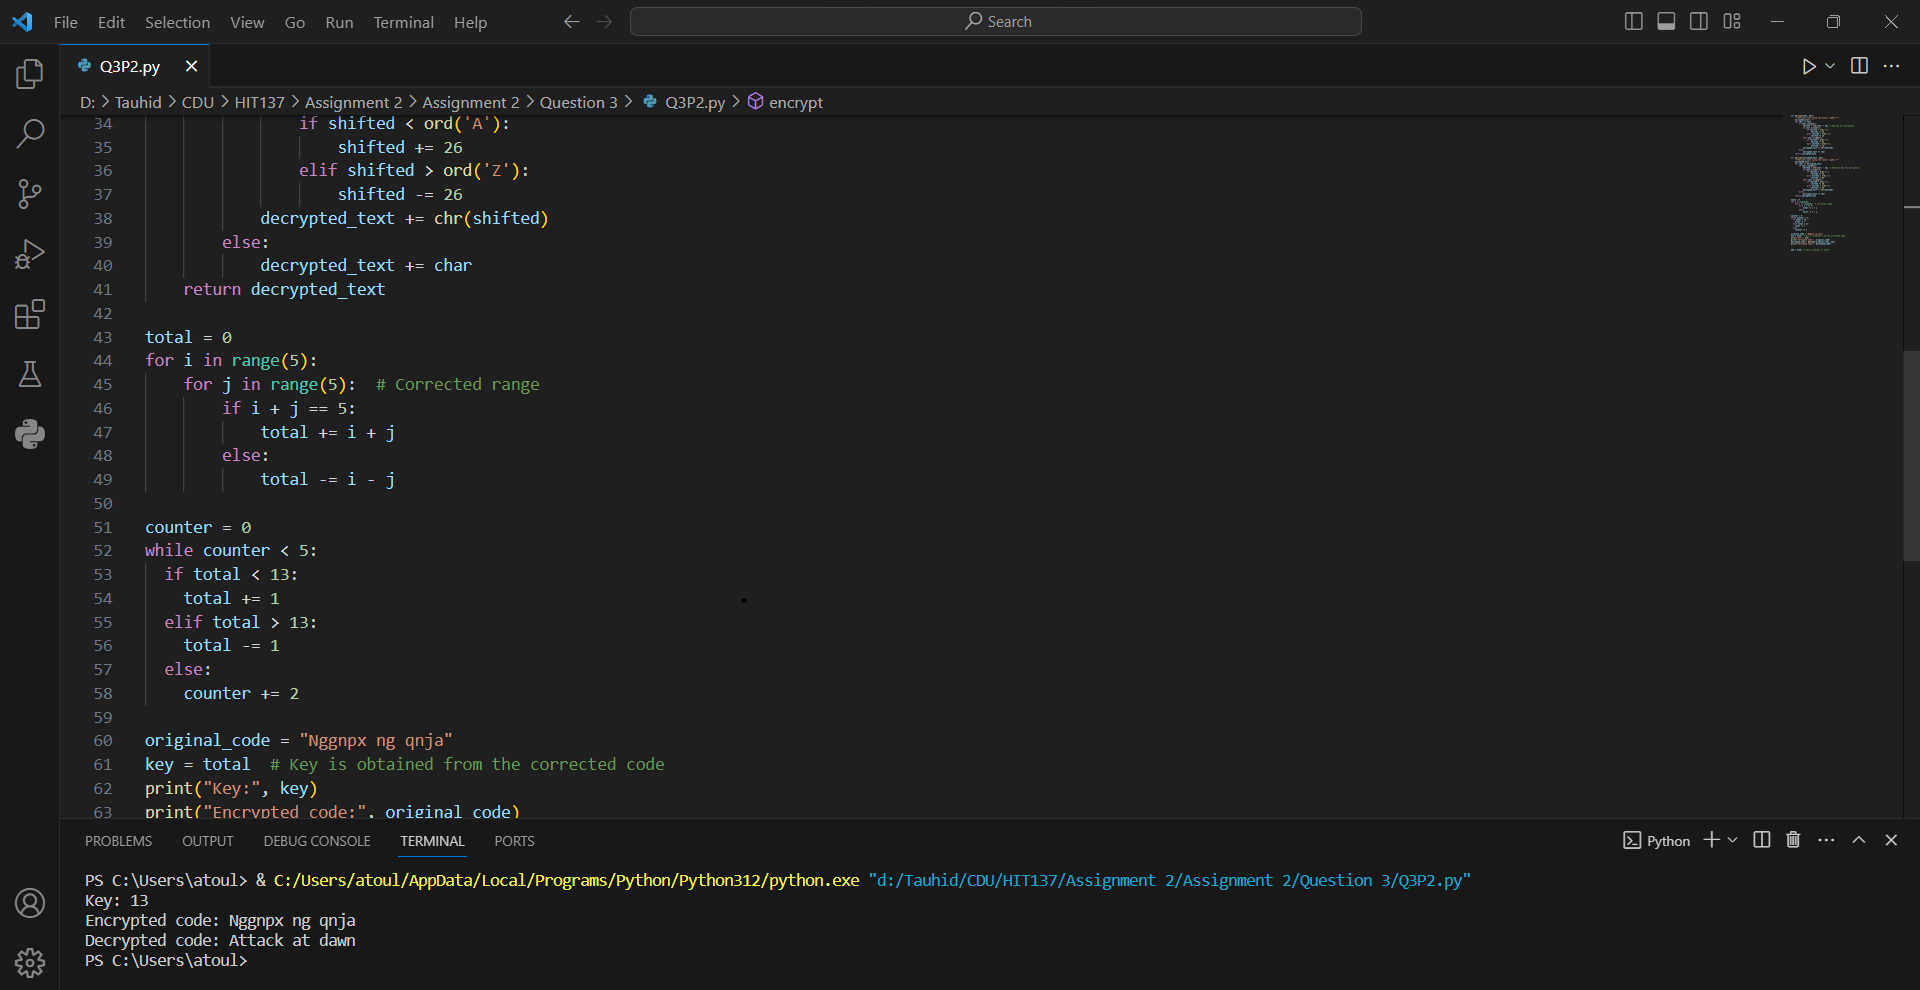 File Edit Selection View Go Run Terminal Help Search
Q3P2.py
D: > Tauhid > CDU > HIT137 > Assignment 2 > Assignment 2 > Question 3 > Q3P2.py > encrypt
34 if shifted < ord('A'):
35 shifted += 26
36 elif shifted > ord('Z'):
37 shifted -= 26
38 decrypted_text += chr(shifted)
39 else:
40 decrypted_text += char
41 return decrypted_text
42
43 total = 0
44 for i in range(5):
45 for j in range(5):  # Corrected range
46 if i + j == 5:
47 total += i + j
48 else:
49 total -= i - j
50
51 counter = 0
52 while counter < 5:
53 if total < 13:
54 total += 1
55 elif total > 13:
56 total -= 1
57 else:
58 counter += 2
59
60 original_code = "Nggnpx ng qnja"
61 key = total  # Key is obtained from the corrected code
62 print("Key:", key)
63 print("Encrypted code:", original_code)
PROBLEMS OUTPUT DEBUG CONSOLE TERMINAL PORTS Python
PS C:\Users\atoul> & C:/Users/atoul/AppData/Local/Programs/Python/Python312/python.exe "d:/Tauhid/CDU/HIT137/Assignment 2/Assignment 2/Question 3/Q3P2.py"
Key: 13
Encrypted code: Nggnpx ng qnja
Decrypted code: Attack at dawn
PS C:\Users\atoul>